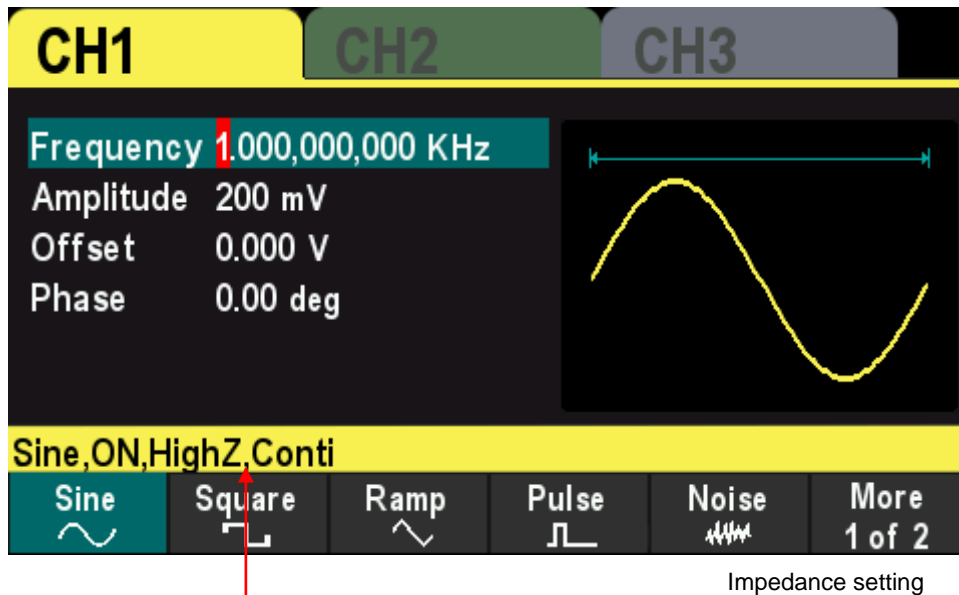 CH1 CH2 CH3
Frequency 1.000,000,000 KHz
Amplitude 200 mV
Offset 0.000 V
Phase 0.00 deg
Sine,ON,HighZ,Conti
Sine Square Ramp Pulse Noise More
1 of 2
Impedance setting